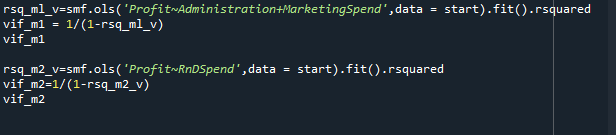 rsq_ml_v=smf.ols('Profit~Administration+MarketingSpend',data = start).fit().rsquared
vif_m1 = 1/(1-rsq_ml_v)
vif_m1
rsq_m2_v=smf.ols('Profit~RnDSpend',data = start).fit().rsquared
vif_m2=1/(1-rsq_m2_v)
vif_m2